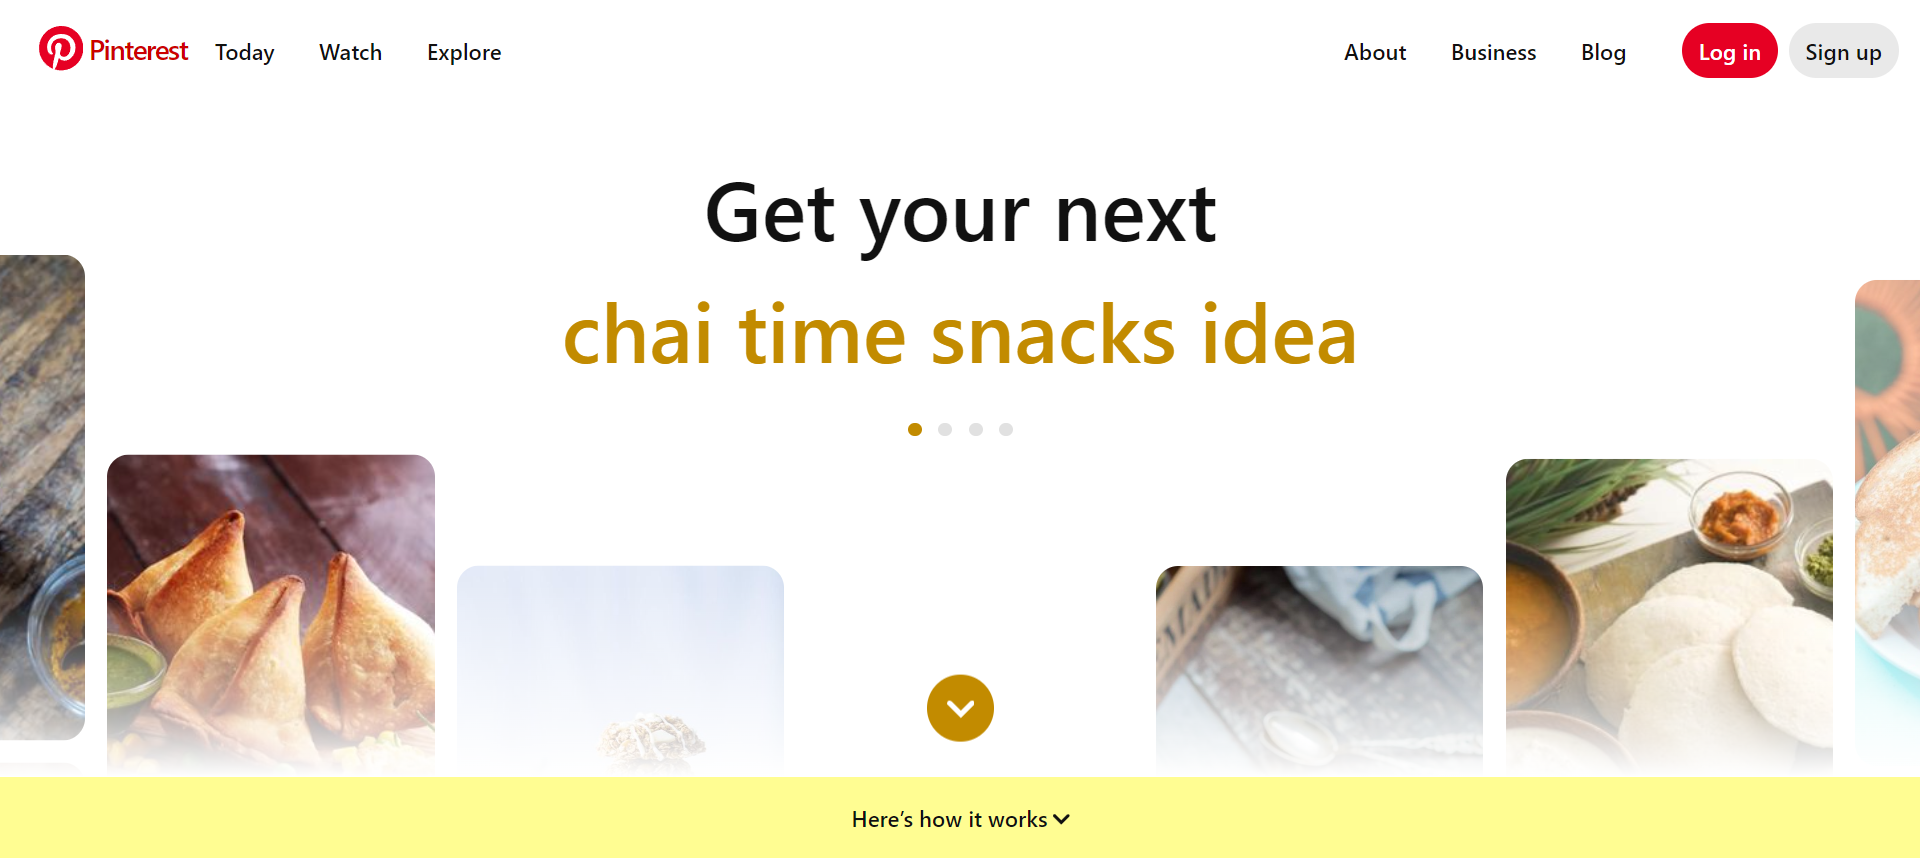 Pinterest Today Watch Explore About Business Blog Log in Sign up
Get your next
chai time snacks idea
Here's how it works